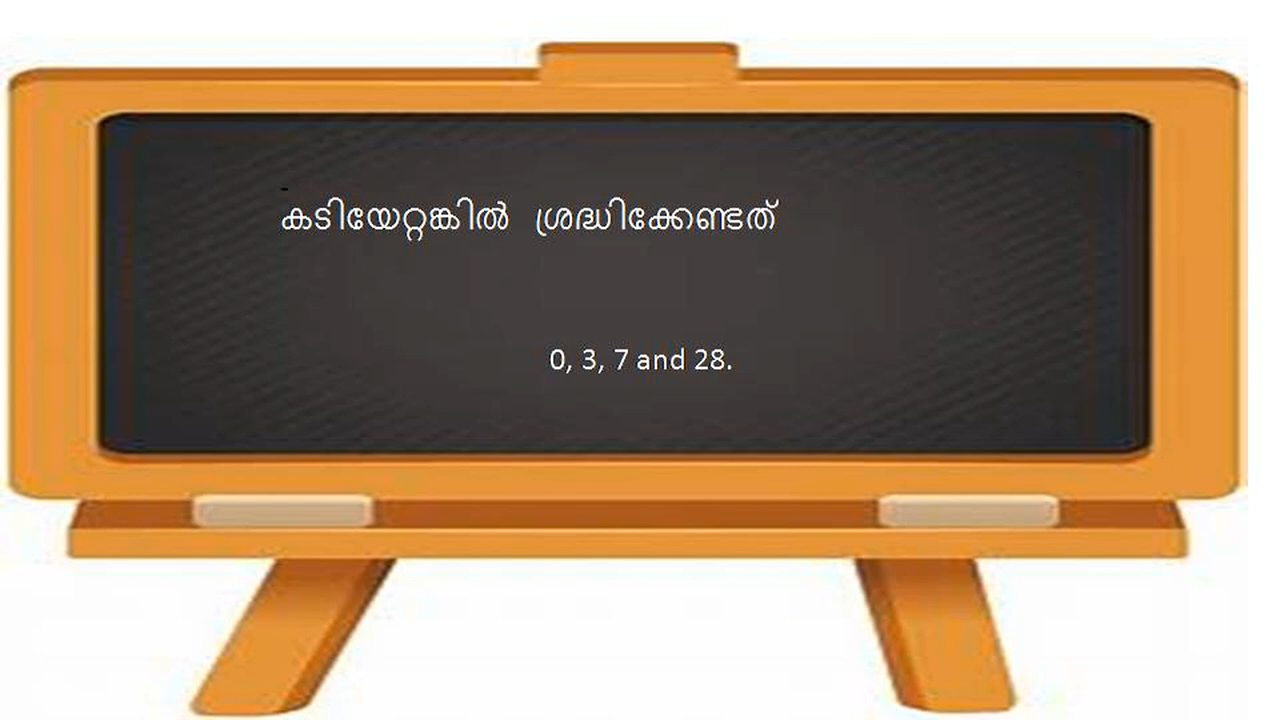 കടിയേറ്റങ്കിൽ ശ്രദ്ധിക്കേണ്ടത്
0, 3, 7 and 28.